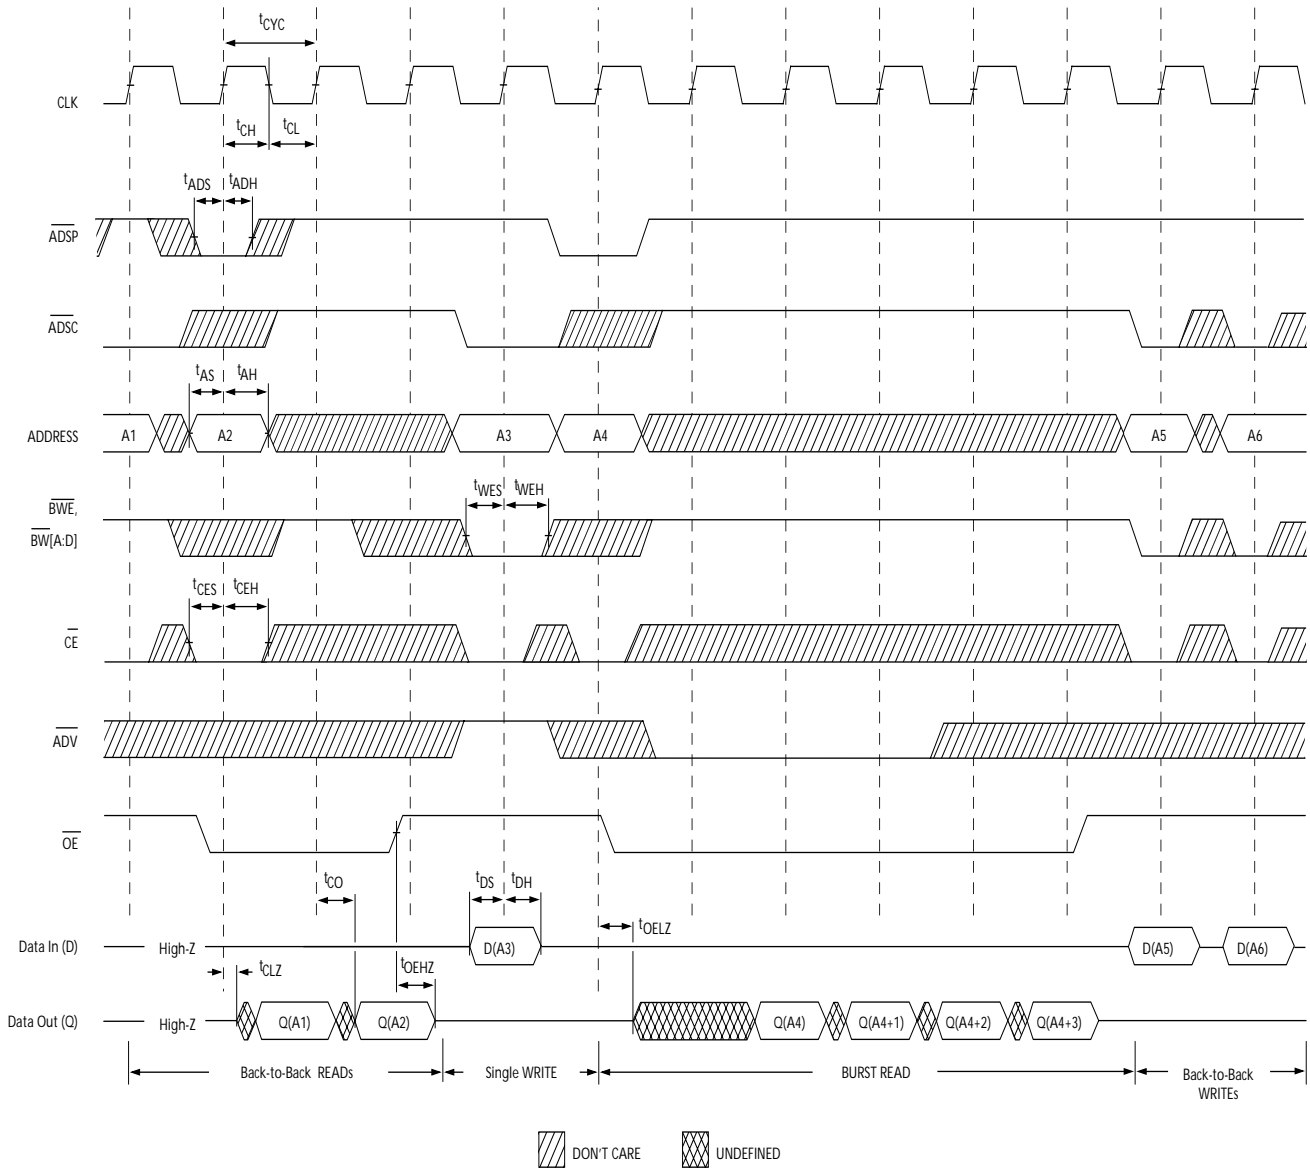 tCYC
CLK
tCH tCL
tADS tADH
ADSP
ADSC
tAS tAH
ADDRESS A1 A2 A3 A4 A5 A6
tWES tWEH
BWE,
BW[A:D]
tCES tCEH
CE
ADV
OE
tCO tDS tDH
tOELZ
Data In (D) High-Z D(A3) D(A5) D(A6)
tCLZ tOEHZ
Data Out (Q) High-Z Q(A1) Q(A2) Q(A4) Q(A4+1) Q(A4+2) Q(A4+3)
Back-to-Back READs Single WRITE BURST READ Back-to-Back
WRITEs
DON'T CARE UNDEFINED